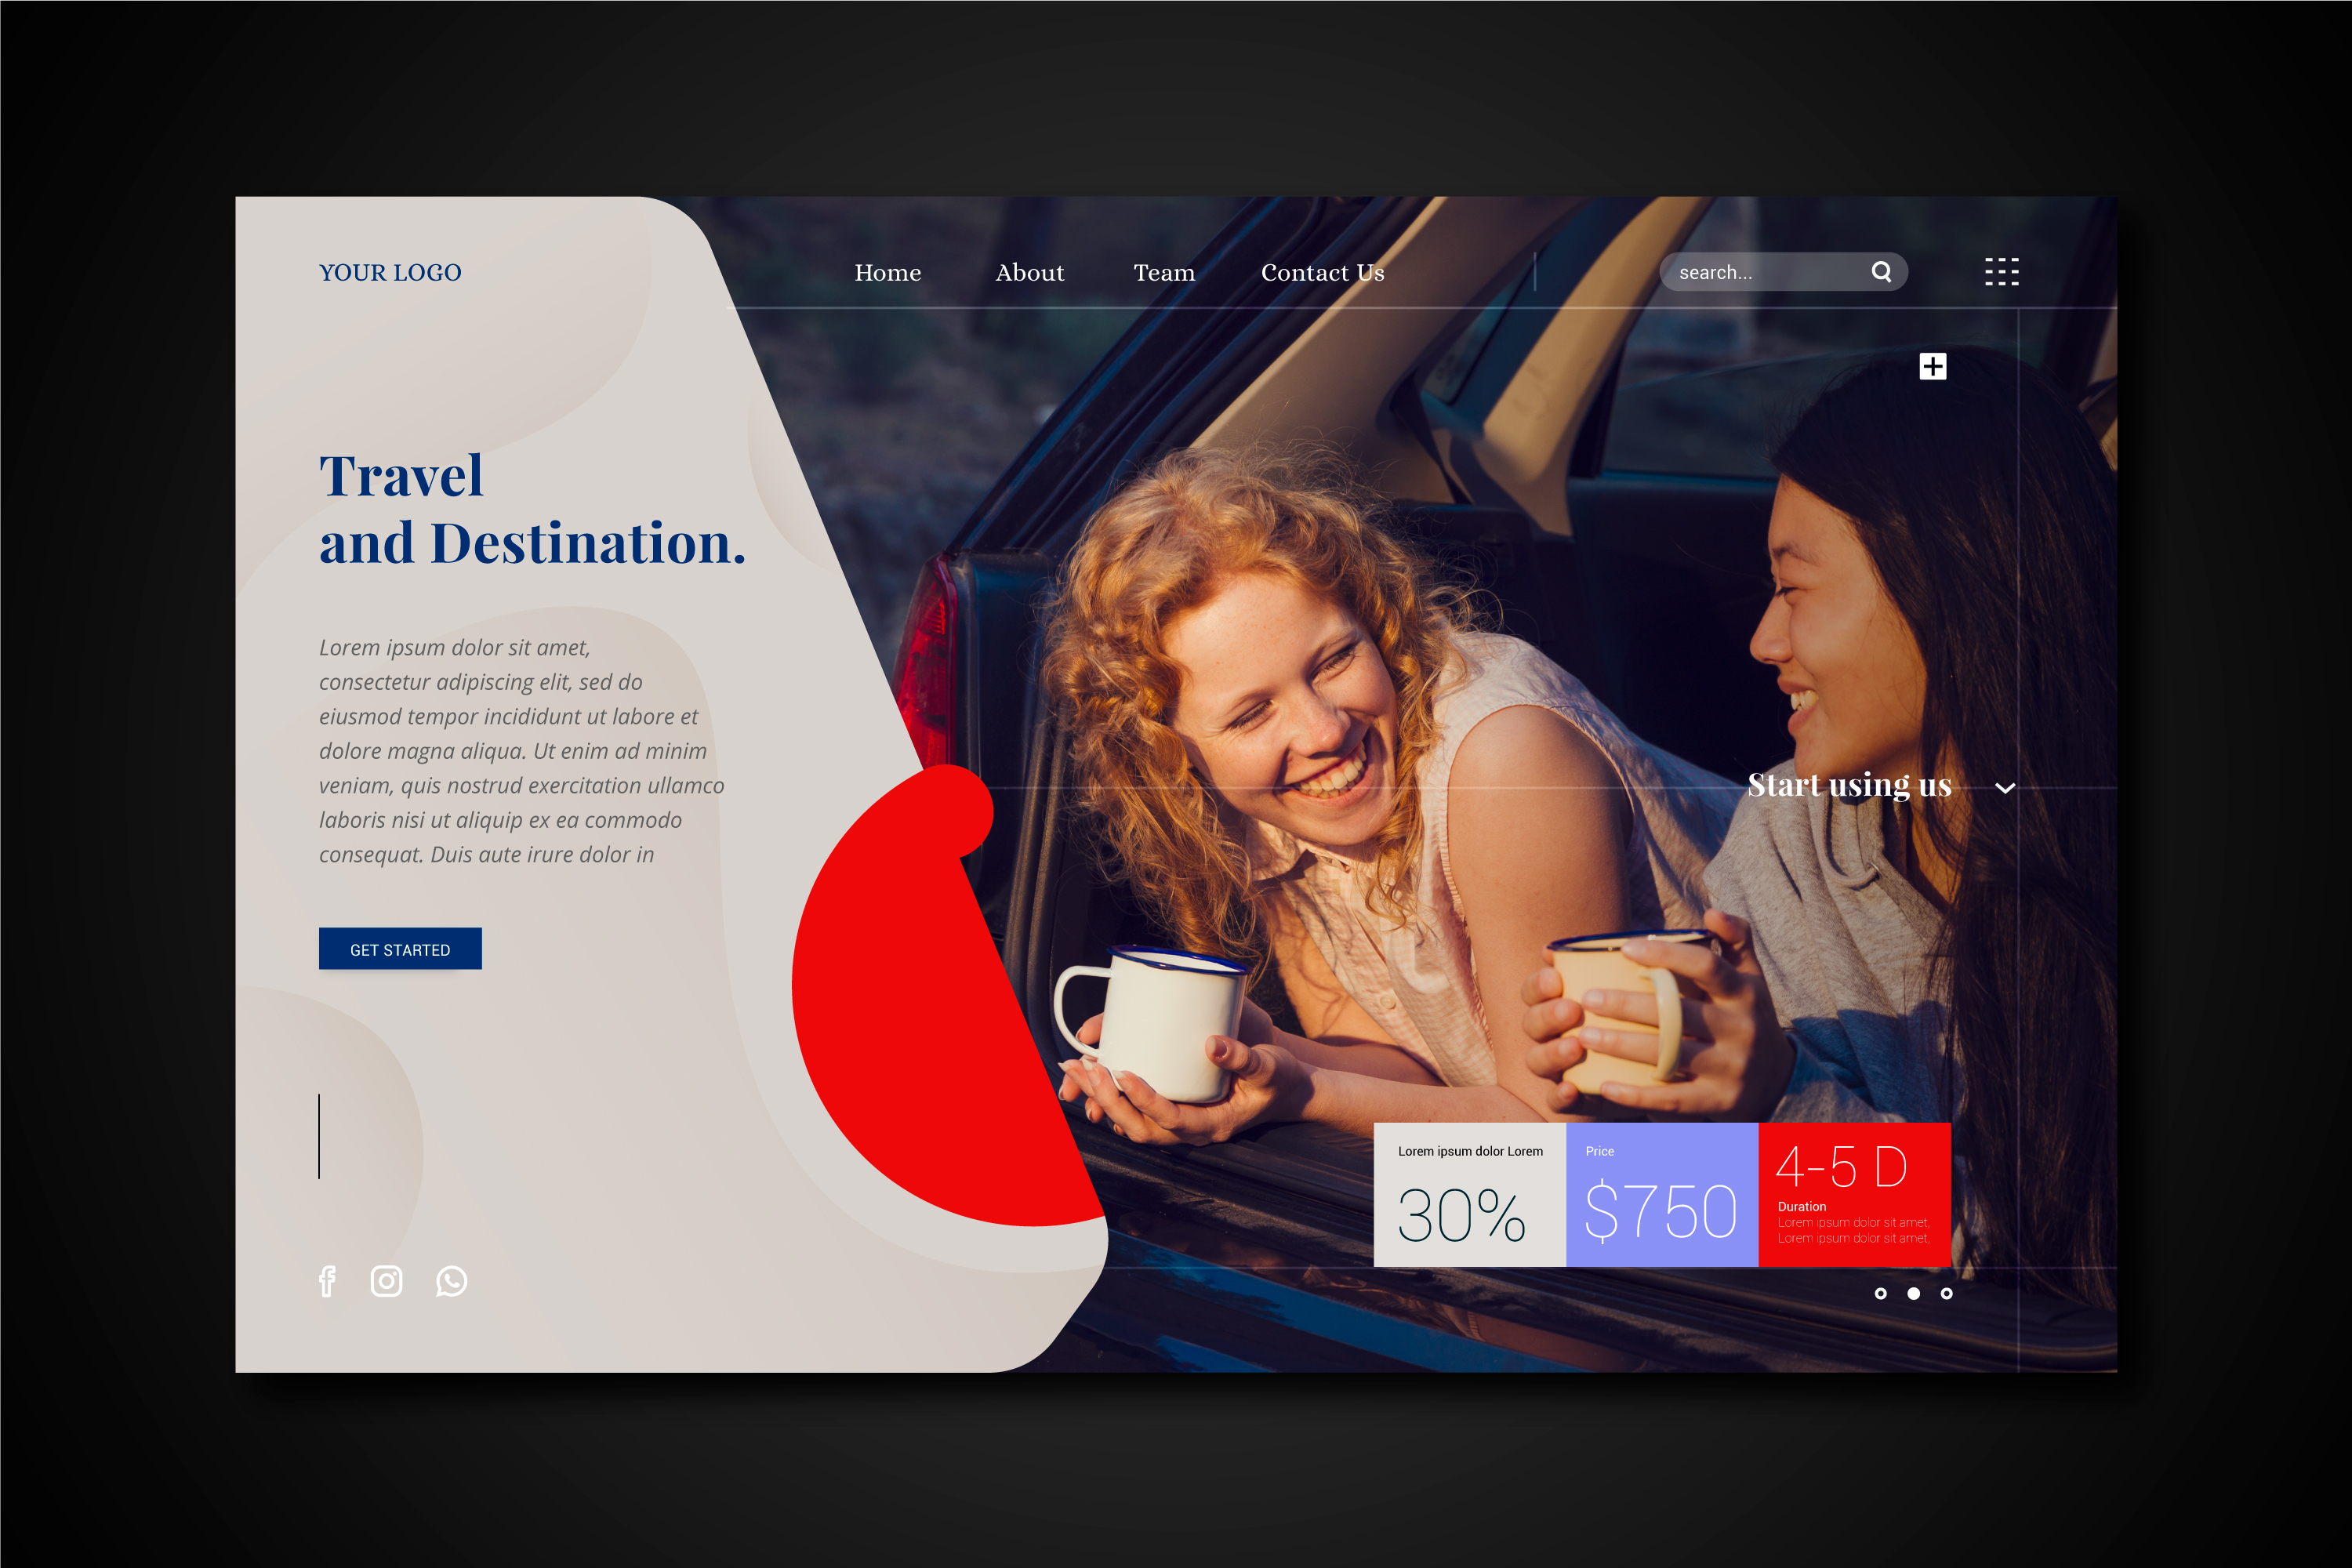 YOUR LOGO
Home
About
Team
Contact Us
search...
Travel
and Destination.
Lorem ipsum dolor sit amet,
consectetur adipiscing elit, sed do
eiusmod tempor incididunt ut labore et
dolore magna aliqua. Ut enim ad minim
veniam, quis nostrud exercitation ullamco
laboris nisi ut aliquip ex ea commodo
consequat. Duis aute irure dolor in
GET STARTED
Start using us
Lorem ipsum dolor Lorem
30%
Price
$750
4-5 D
Duration
Lorem ipsum dolor sit amet,
Lorem ipsum dolor sit amet,